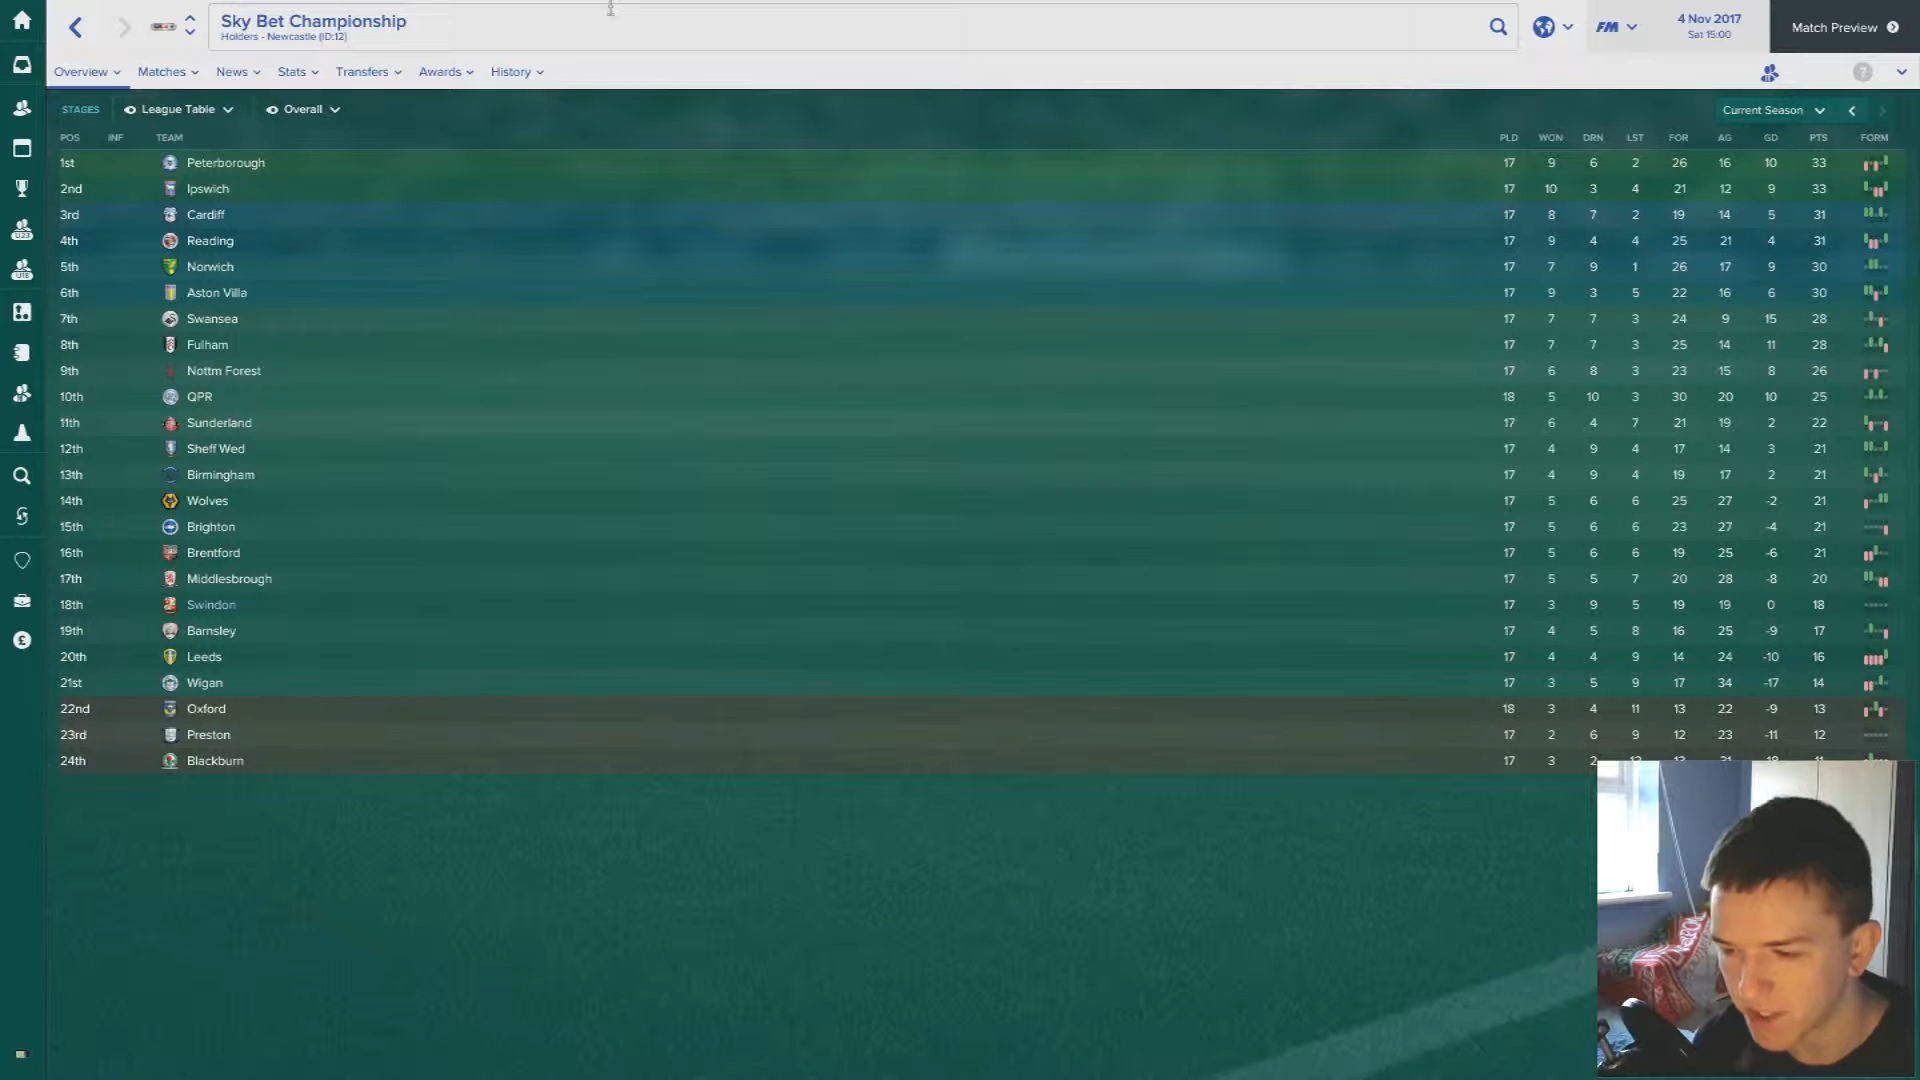 Sky Bet Championship
Holders - Newcastle (ID:12)
FM
4 Nov 2017
Sat 15:00
Match Preview
Overview Matches News Stats Transfers Awards History
?
STAGES League Table Overall Current Season
POS INF TEAM PLD WON DRN LST FOR AG GD PTS FORM
1st Peterborough 17 9 6 2 26 16 10 33
2nd Ipswich 17 10 3 4 21 12 9 33
3rd Cardiff 17 8 7 2 19 14 5 31
4th Reading 17 9 4 4 25 21 4 31
5th Norwich 17 7 9 1 26 17 9 30
6th Aston Villa 17 9 3 5 22 16 6 30
7th Swansea 17 7 7 3 24 9 15 28
8th Fulham 17 7 7 3 25 14 11 28
9th Nottm Forest 17 6 8 3 23 15 8 26
10th QPR 18 5 10 3 30 20 10 25
11th Sunderland 17 6 4 7 21 19 2 22
12th Sheff Wed 17 4 9 4 17 14 3 21
13th Birmingham 17 4 9 4 19 17 2 21
14th Wolves 17 5 6 6 25 27 -2 21
15th Brighton 17 5 6 6 23 27 -4 21
16th Brentford 17 5 6 6 19 25 -6 21
17th Middlesbrough 17 5 5 7 20 28 -8 20
18th Swindon 17 3 9 5 19 19 0 18
19th Barnsley 17 4 5 8 16 25 -9 17
20th Leeds 17 4 4 9 14 24 -10 16
21st Wigan 17 3 5 9 17 34 -17 14
22nd Oxford 18 3 4 11 13 22 -9 13
23rd Preston 17 2 6 9 12 23 -11 12
24th Blackburn 17 3 2
U23
U18
£